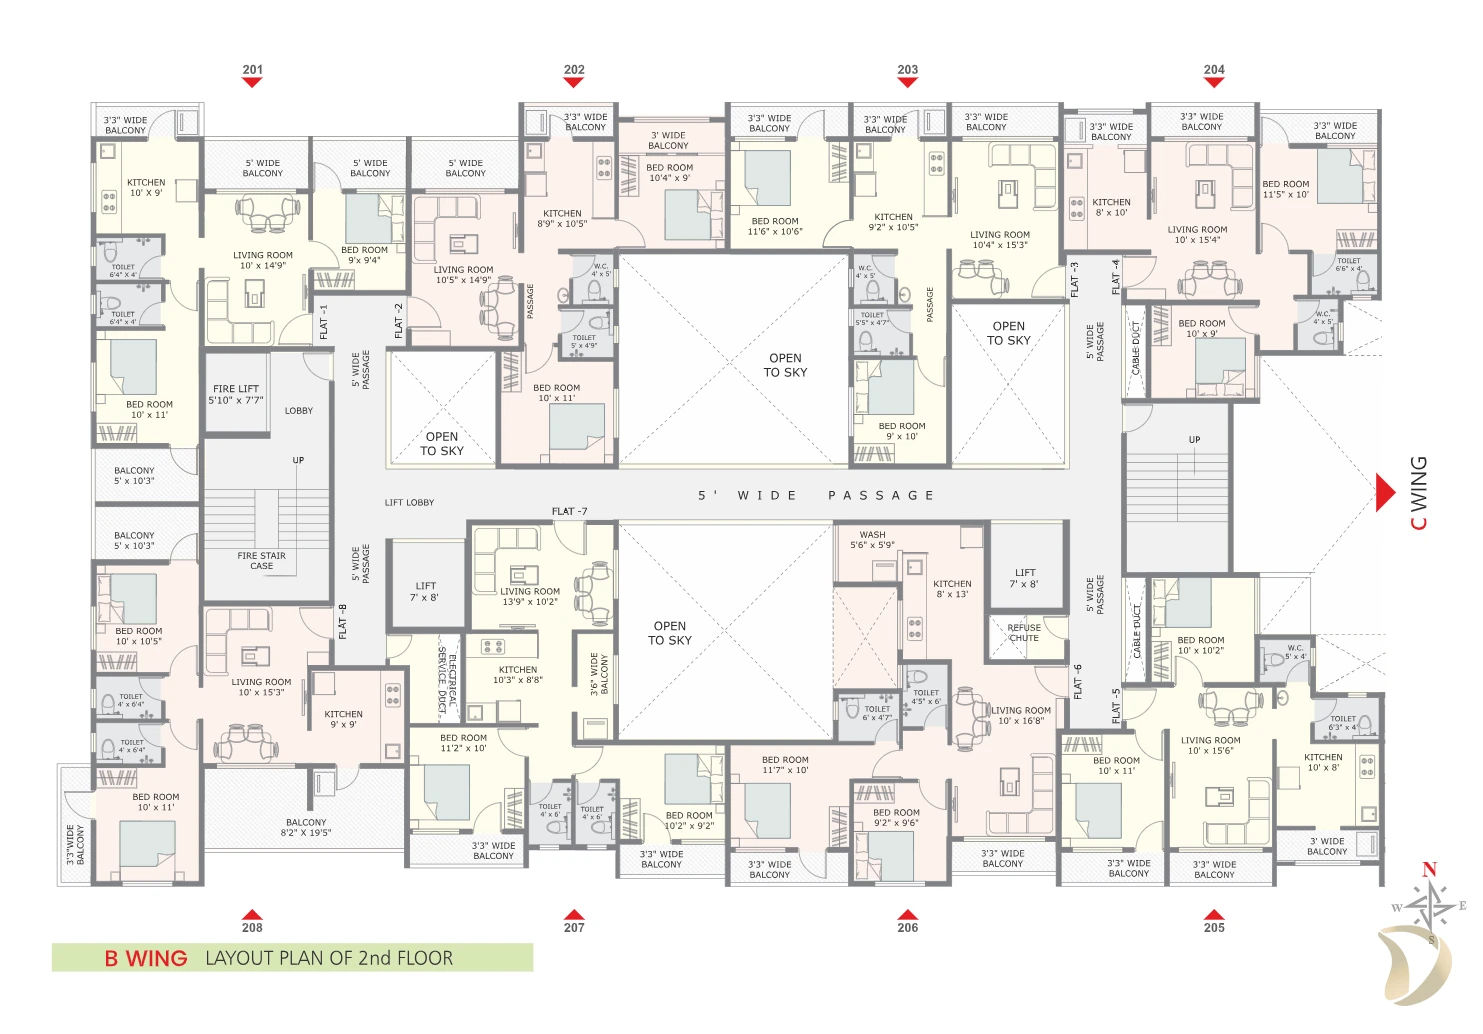 201
202
203
204
3'3" WIDE
BALCONY
5' WIDE
BALCONY
5' WIDE
BALCONY
5' WIDE
BALCONY
3'3" WIDE
BALCONY
3' WIDE
BALCONY
3'3" WIDE
BALCONY
3'3" WIDE
BALCONY
3'3" WIDE
BALCONY
3'3" WIDE
BALCONY
3'3" WIDE
BALCONY
3'3" WIDE
BALCONY
KITCHEN
10' X 9'
TOILET
6'4" X 4'
TOILET
6'4" X 4'
LIVING ROOM
10' x 14'9"
BED ROOM
9'x 9'4"
BED ROOM
10' x 11'
BALCONY
5' x 10'3"
FLAT -1
FLAT -2
LIVING ROOM
10'5" x 14'9"
KITCHEN
8'9" x 10'5"
BED ROOM
10'4" x 9'
W.C.
4' x 5'
PASSAGE
TOILET
5' x 4'9"
BED ROOM
10' x 11'
BED ROOM
11'6" x 10'6"
KITCHEN
9'2" x 10'5"
LIVING ROOM
10'4" x 15'3"
W.C.
4' x 5'
TOILET
5'5" x 4'7"
PASSAGE
BED ROOM
9' x 10'
FLAT -3
FLAT -4
KITCHEN
8' x 10'
LIVING ROOM
10' x 15'4"
BED ROOM
11'5" x 10'
TOILET
6'6" x 4'
W.C.
4' x 5'
BED ROOM
10' x 9'
CABLE DUCT
5' WIDE
PASSAGE
OPEN
TO SKY
OPEN
TO SKY
OPEN
TO SKY
FIRE LIFT
5'10" x 7'7"
LOBBY
5' WIDE
PASSAGE
UP
UP
LIFT LOBBY
5' WIDE PASSAGE
C WING
FIRE STAIR
CASE
5' WIDE
PASSAGE
FLAT -7
FLAT -8
LIFT
7' x 8'
BALCONY
5' x 10'3"
BED ROOM
10' x 10'5"
TOILET
4' x 6'4"
TOILET
4' x 6'4"
LIVING ROOM
10' x 15'3"
KITCHEN
9' x 9'
BED ROOM
10' x 11'
3'3"WIDE
BALCONY
BALCONY
8'2" X 19'5"
ELECTRICAL
SERVICE DUCT
LIVING ROOM
13'9" x 10'2"
KITCHEN
10'3" x 8'8"
3'6" WIDE
BALCONY
BED ROOM
11'2" x 10'
TOILET
4' x 6'
TOILET
4' x 6'
BED ROOM
10'2" x 9'2"
3'3" WIDE
BALCONY
3'3" WIDE
BALCONY
OPEN
TO SKY
WASH
5'6" x 5'9"
KITCHEN
8' x 13'
LIFT
7' x 8'
REFUSE
CHUTE
5' WIDE
PASSAGE
CABLE DUCT
TOILET
6' x 4'7"
TOILET
4'5" x 6'
LIVING ROOM
10' x 16'8"
BED ROOM
11'7" x 10'
BED ROOM
9'2" x 9'6"
3'3" WIDE
BALCONY
3'3" WIDE
BALCONY
FLAT -6
FLAT -5
BED ROOM
10' x 10'2"
W.C.
5' x 4'
TOILET
6'3" x 4'
LIVING ROOM
10' x 15'6"
KITCHEN
10' x 8'
BED ROOM
10' x 11'
3'3" WIDE
BALCONY
3'3" WIDE
BALCONY
3' WIDE
BALCONY
N
W
E
S
208
207
206
205
B WING LAYOUT PLAN OF 2nd FLOOR